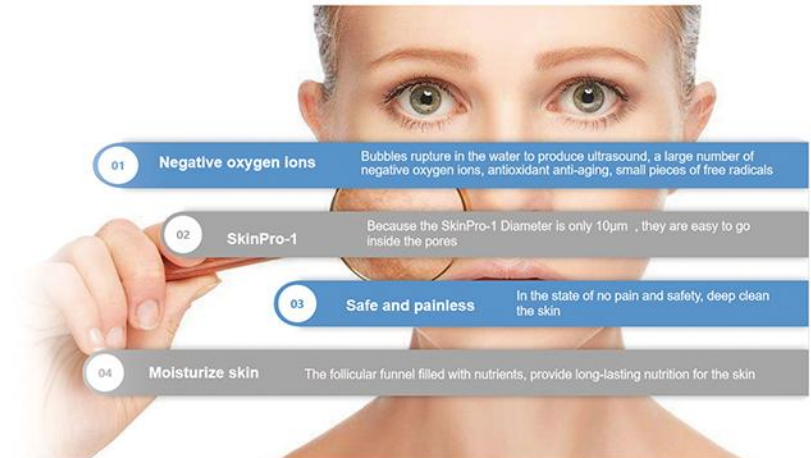 01
Negative oxygen ions
Bubbles rupture in the water to produce ultrasound, a large number of
negative oxygen ions, antioxidant anti-aging, small pieces of free radicals
02
SkinPro-1
Because the SkinPro-1 Diameter is only 10μm , they are easy to go
inside the pores
03
Safe and painless
In the state of no pain and safety, deep clean
the skin
04
Moisturize skin
The follicular funnel filled with nutrients, provide long-lasting nutrition for the skin